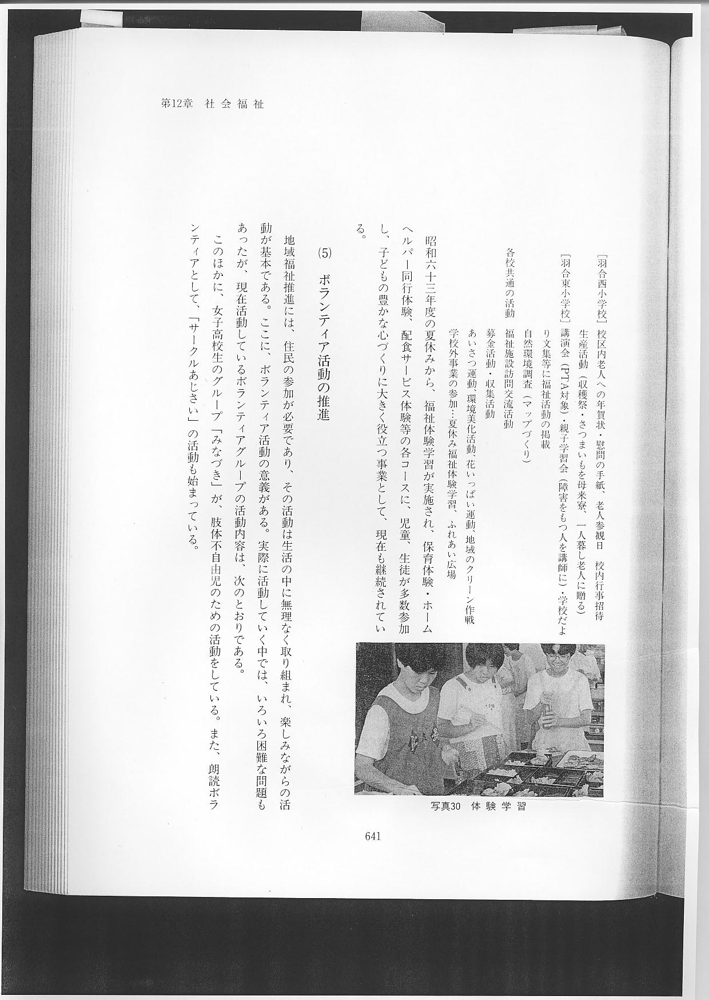 第12章 社会福祉
[羽合西小学校] 校区内老人への年賀状・慰問の手紙、老人参観日 校内行事招待
生産活動(収穫祭・さつまいもを母来寮、一人暮し老人に贈る)
[羽合東小学校] 講演会(PTA対象)・親子学習会(障害をもつ人を講師に)・学校だよ
り文集等に福祉活動の掲載
自然環境調査(マップづくり)
各校共通の活動 福祉施設訪問交流活動
募金活動・収集活動
あいさつ運動、環境美化活動、花いっぱい運動、地域のクリーン作戦
学校外事業の参加…夏休み福祉体験学習、ふれあい広場
昭和六十三年度の夏休みから、福祉体験学習が実施され、保育体験・ホーム
ヘルパー同行体験、配食サービス体験等の各コースに、児童、生徒が多数参加
し、子どもの豊かな心づくりに大きく役立つ事業として、現在も継続されてい
る。
(5) ボランティア活動の推進
地域福祉推進には、住民の参加が必要であり、その活動は生活の中に無理なく取り組まれ、楽しみながらの活
動が基本である。ここに、ボランティア活動の意義がある。実際に活動していく中では、いろいろ困難な問題も
あったが、現在活動しているボランティアグループの活動内容は、次のとおりである。
このほかに、女子高校生のグループ「みなづき」が、肢体不自由児のための活動をしている。また、朗読ボラ
ンティアとして、「サークルあじさい」の活動も始まっている。
写真30 体験学習
641